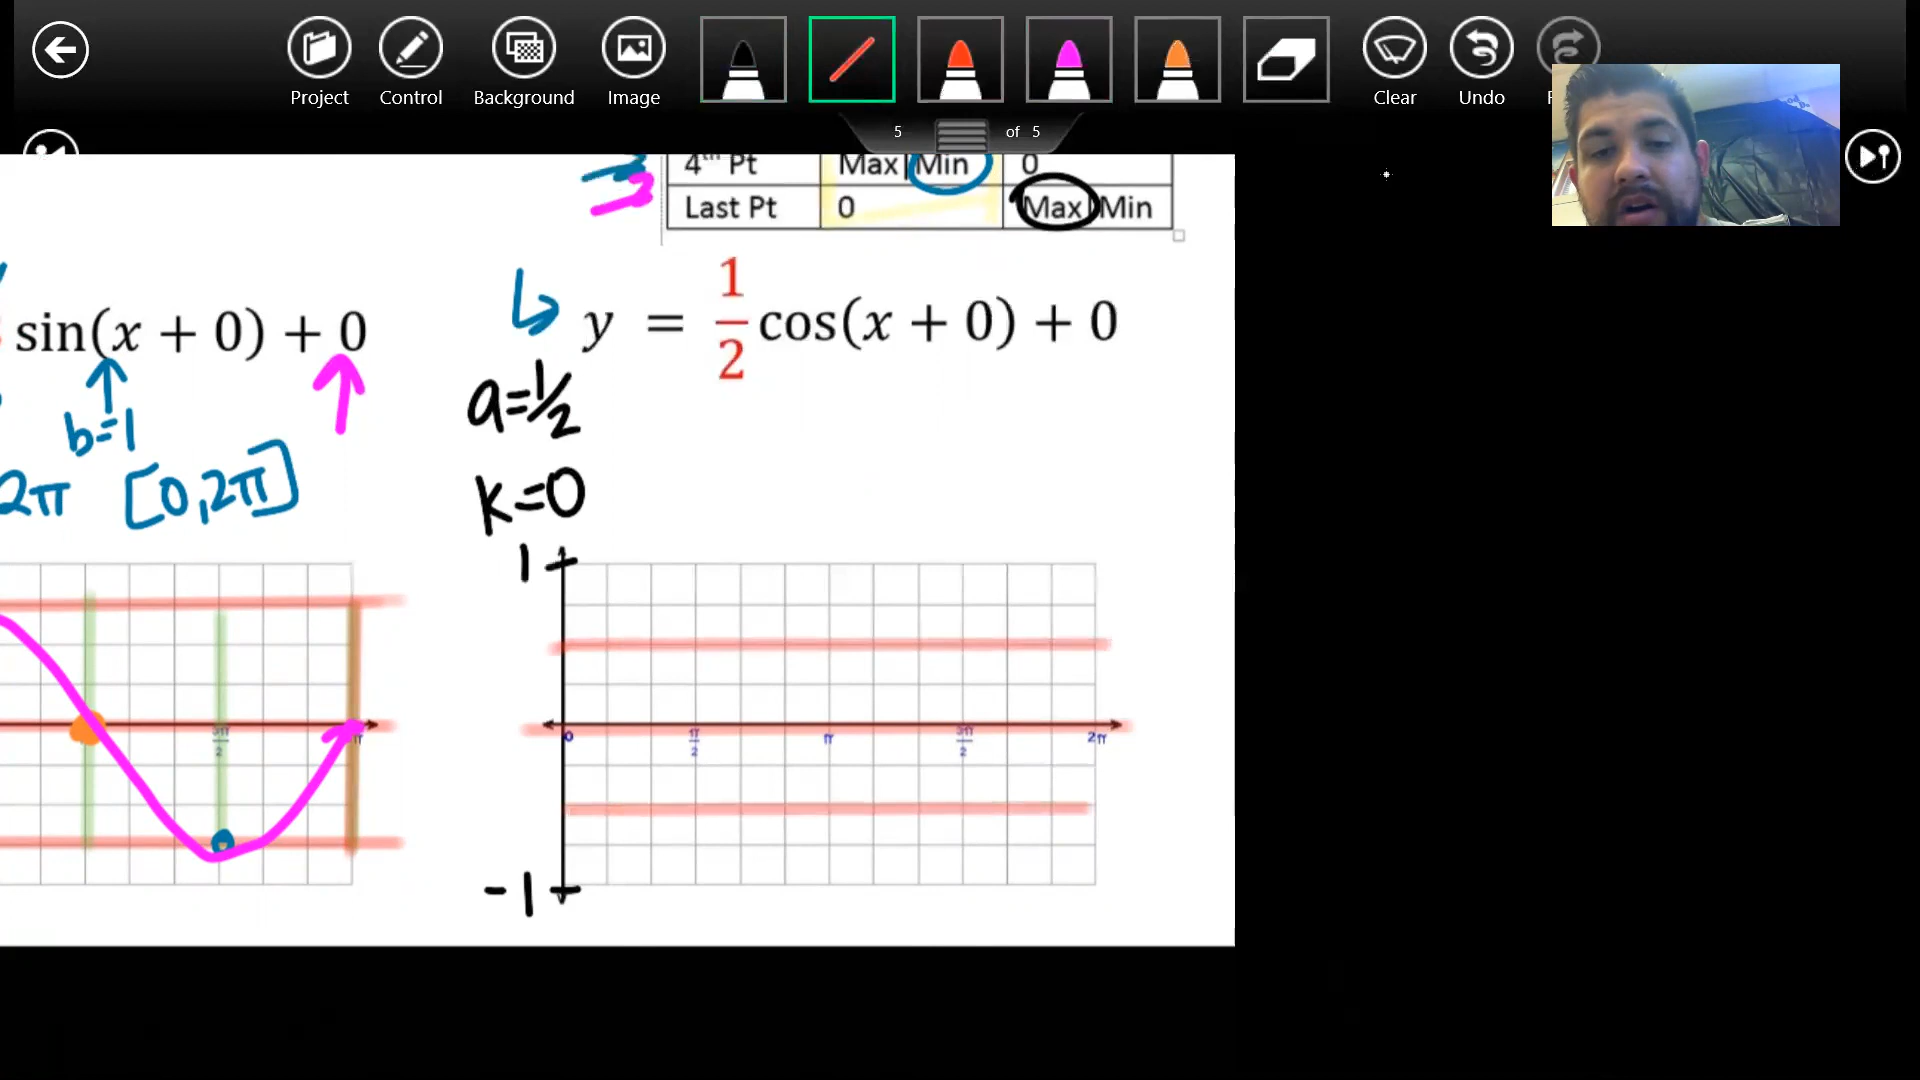 Project Control Background Image Clear Undo
5 of 5
4th Pt Max|Min 0
Last Pt 0 Max|Min
sin(x + 0) + 0
b=1
2π [0,2π]
3π/2
π
y = 1/2 cos(x + 0) + 0
a=1/2
k=0
1
0 π/2 π 3π/2 2π
-1